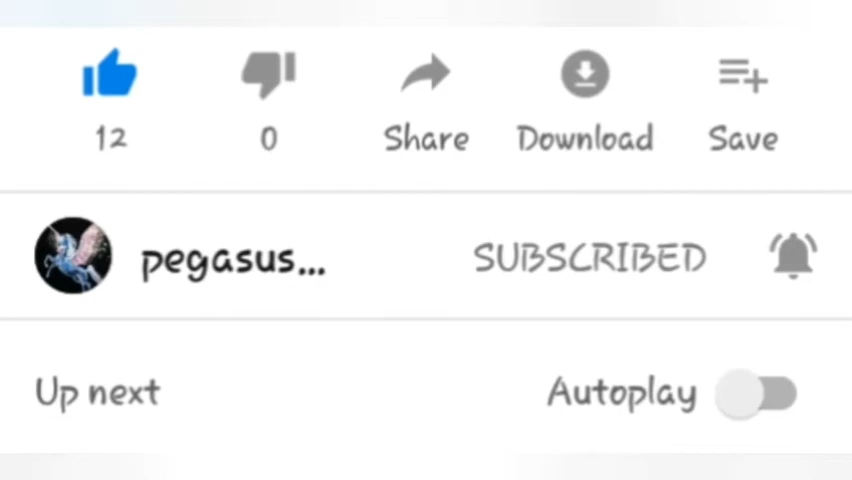 12 0 Share Download Save
pegasus... SUBSCRIBED
Up next Autoplay